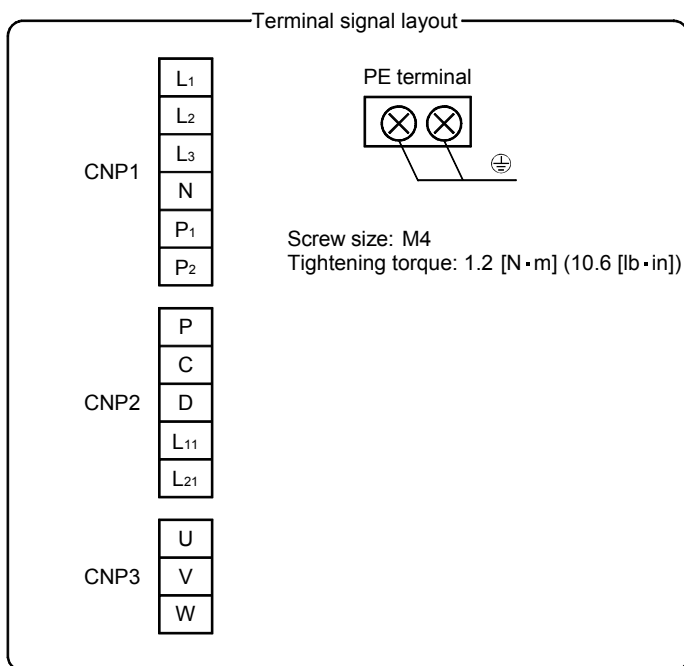 Terminal signal layout
CNP1
L1
L2
L3
N
P1
P2
PE terminal
Screw size: M4
Tightening torque: 1.2 [N・m] (10.6 [lb・in])
CNP2
P
C
D
L11
L21
CNP3
U
V
W